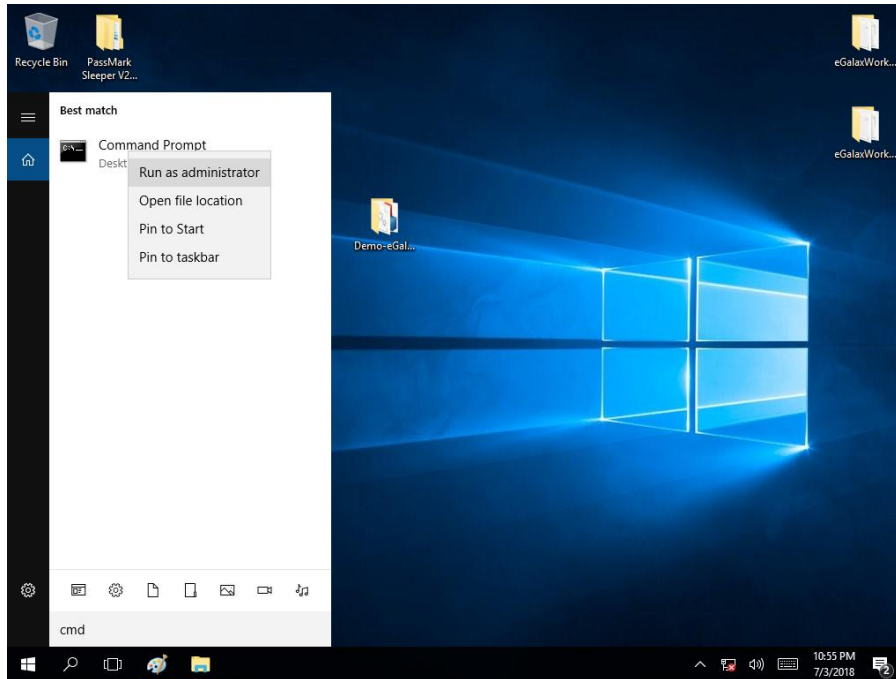 Recycle Bin
PassMark
Sleeper V2...
eGalaxWork...
eGalaxWork...
Demo-eGal...
Best match
Command Prompt
Deskt
Run as administrator
Open file location
Pin to Start
Pin to taskbar
cmd
10:55 PM
7/3/2018
2